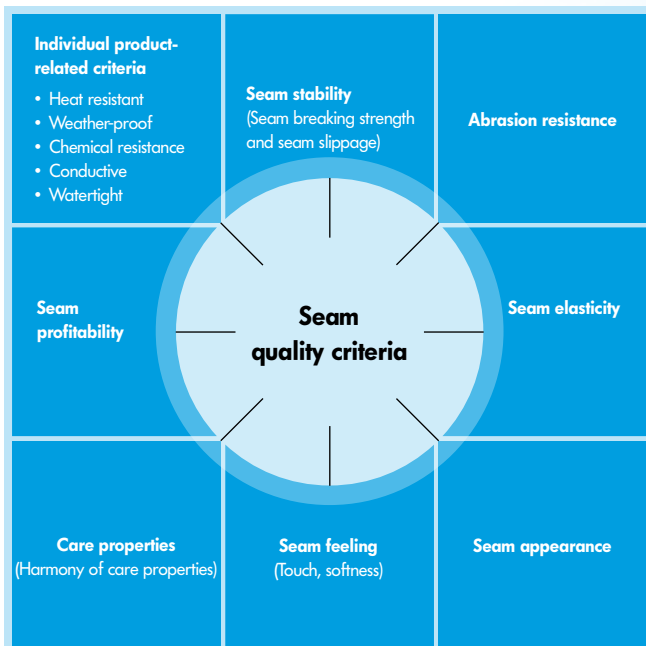 Individual product-
related criteria
• Heat resistant
• Weather-proof
• Chemical resistance
• Conductive
• Watertight
Seam stability
(Seam breaking strength
and seam slippage)
Abrasion resistance
Seam
profitability
Seam
quality criteria
Seam elasticity
Care properties
(Harmony of care properties)
Seam feeling
(Touch, softness)
Seam appearance